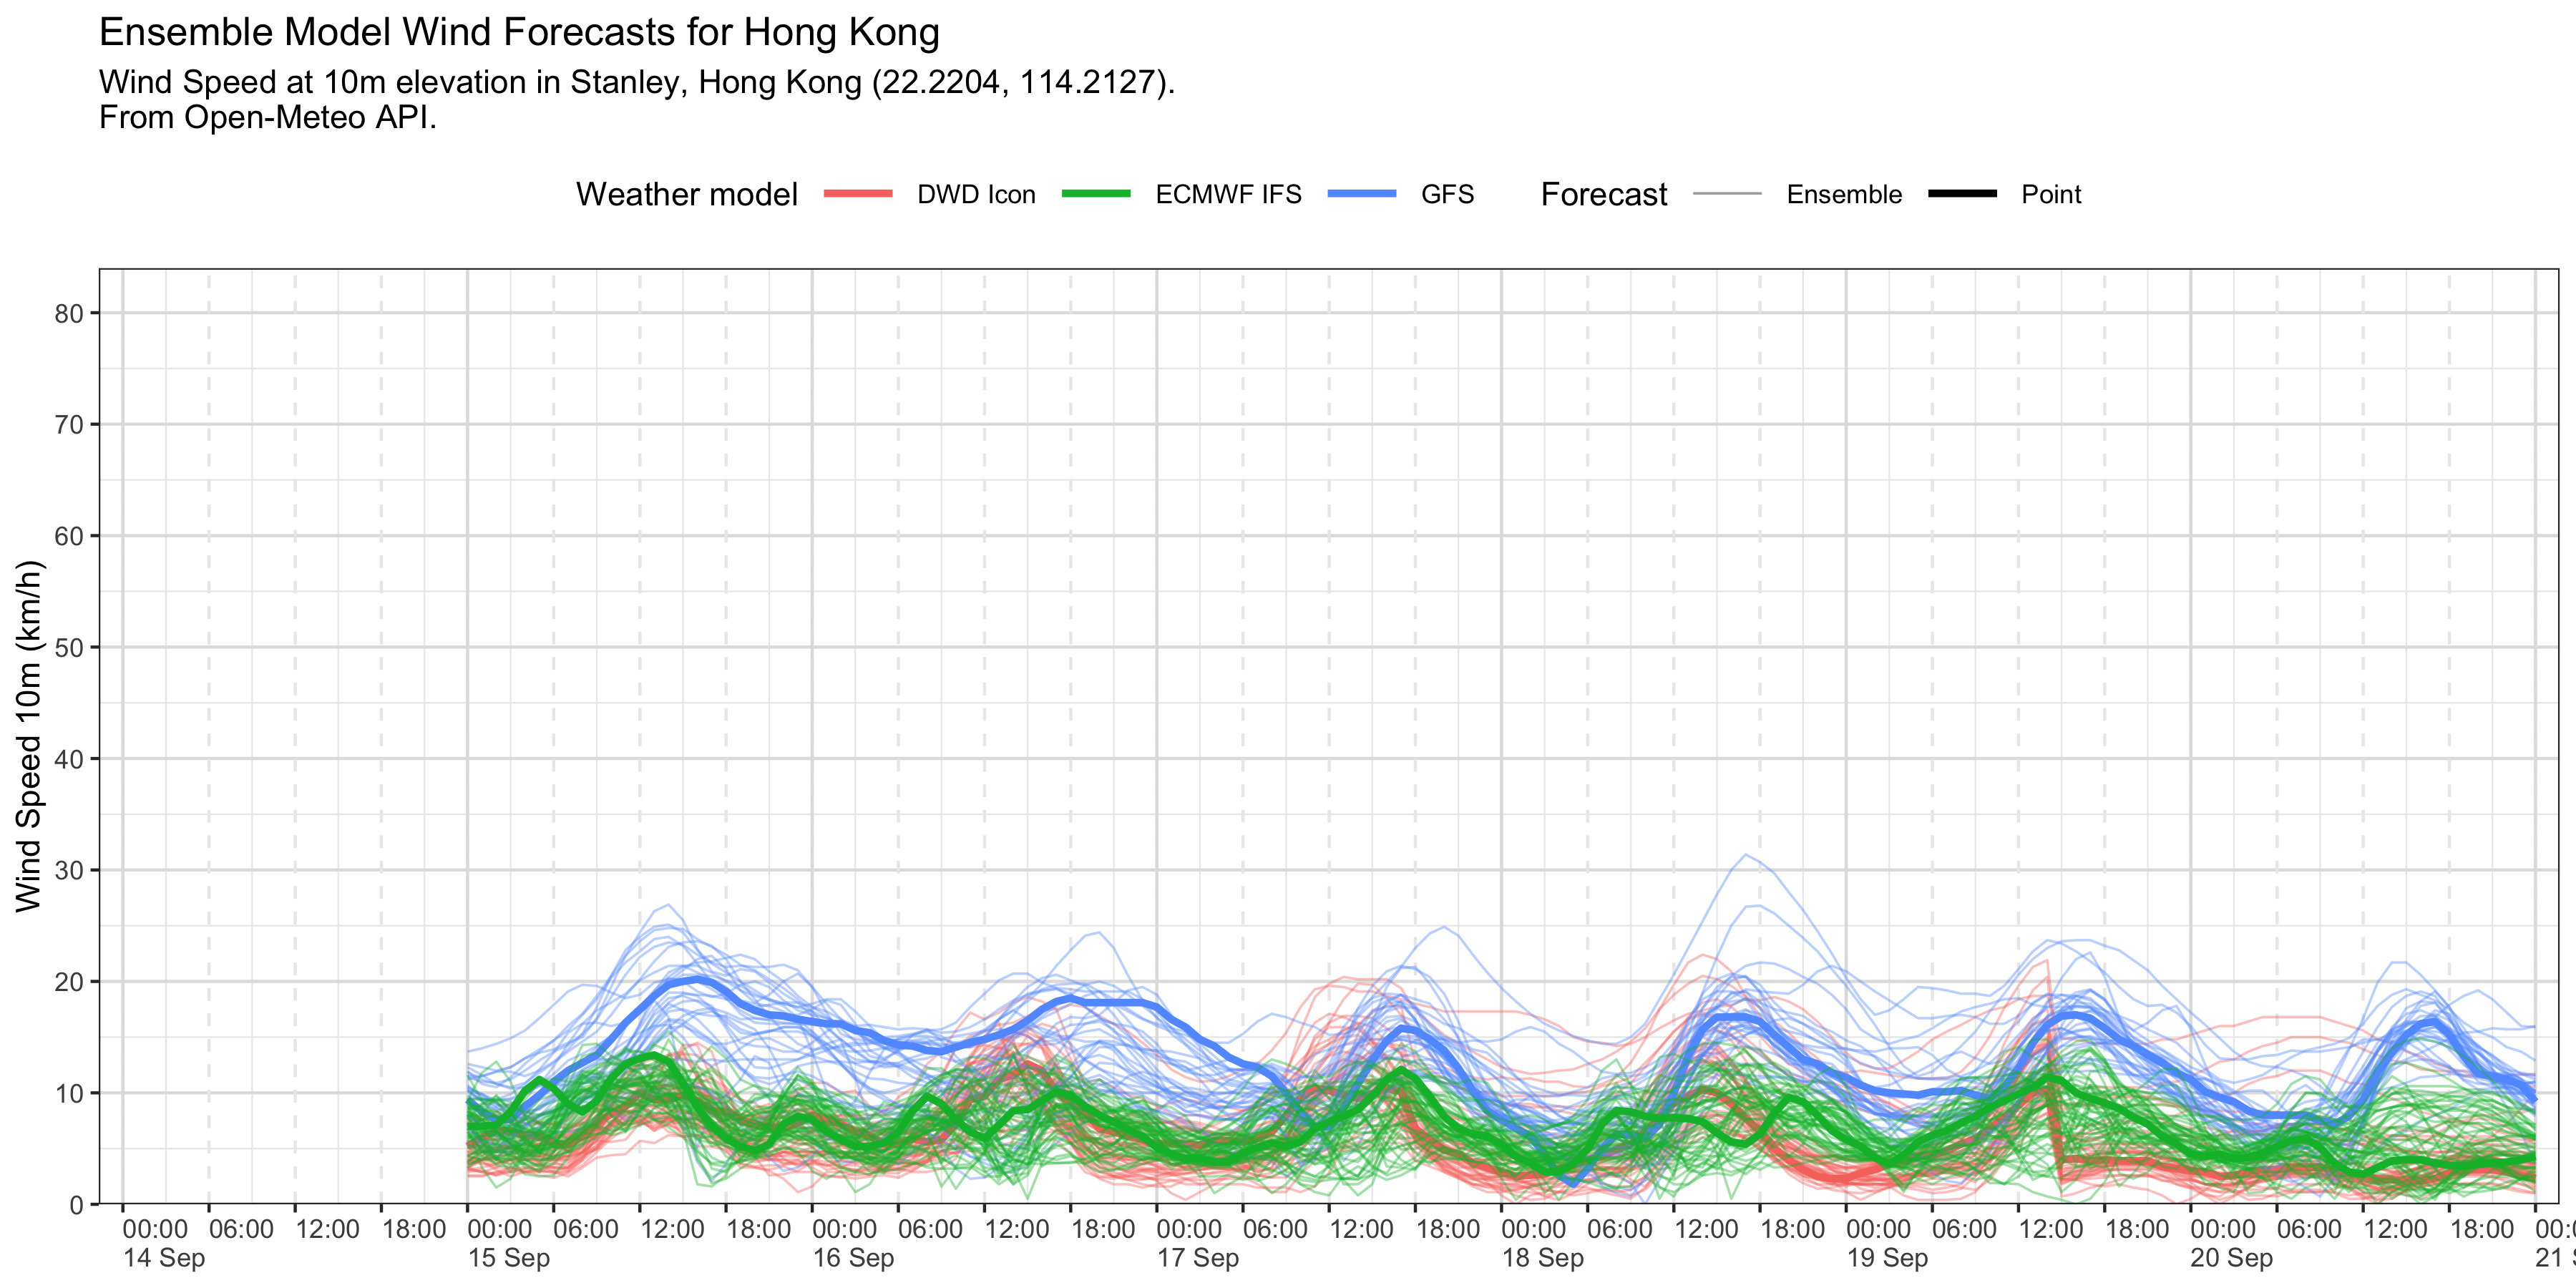 Ensemble Model Wind Forecasts for Hong Kong
Wind Speed at 10m elevation in Stanley, Hong Kong (22.2204, 114.2127).
From Open-Meteo API.
Weather model DWD Icon ECMWF IFS GFS Forecast Ensemble Point
Wind Speed 10m (km/h)
80
70
60
50
40
30
20
10
0
00:00 06:00 12:00 18:00 00:00 06:00 12:00 18:00 00:00 06:00 12:00 18:00 00:00 06:00 12:00 18:00 00:00 06:00 12:00 18:00 00:00 06:00 12:00 18:00 00:00 06:00 12:00 18:00
14 Sep 15 Sep 16 Sep 17 Sep 18 Sep 19 Sep 20 Sep 21